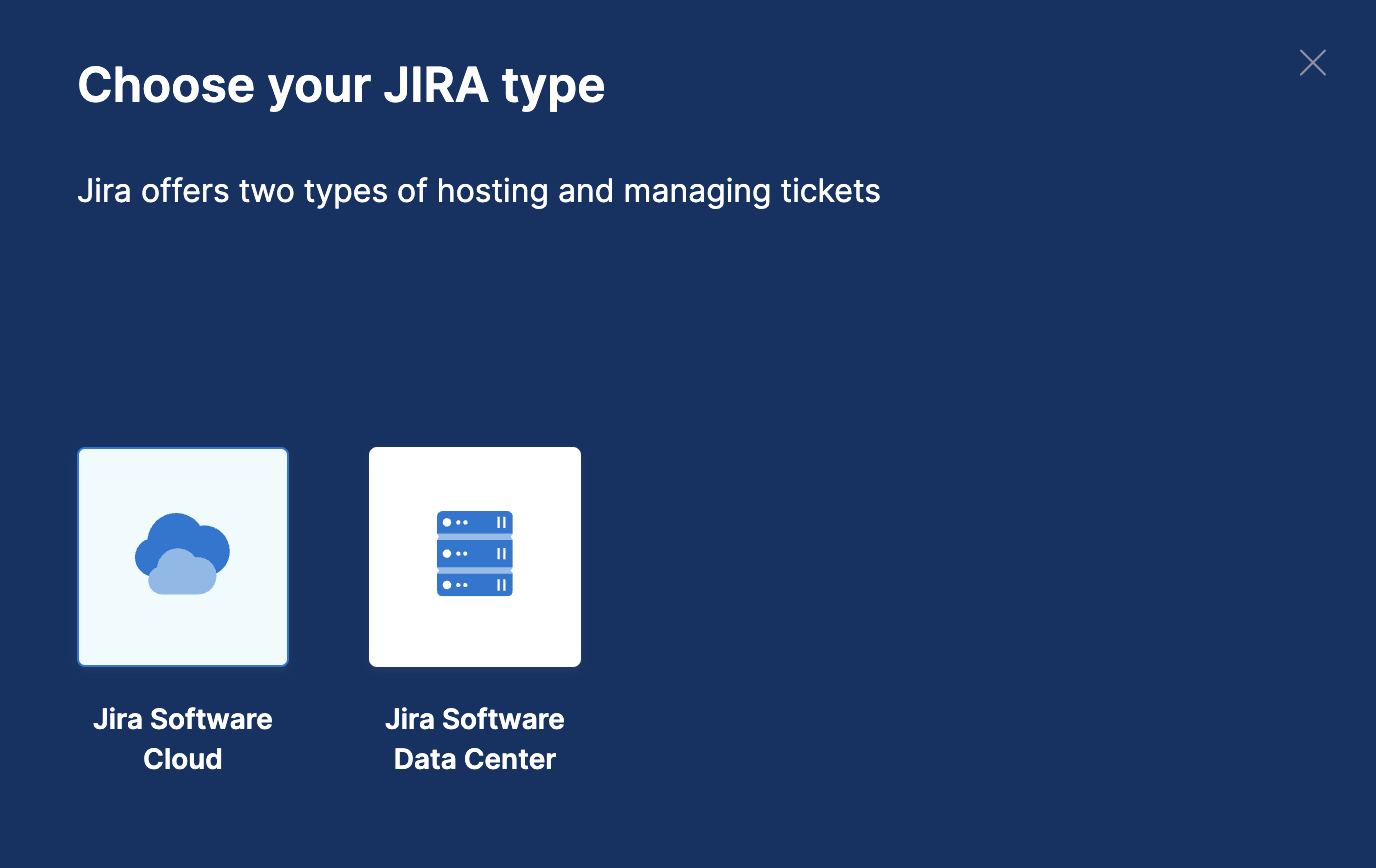 Choose your JIRA type
Jira offers two types of hosting and managing tickets
Jira Software
Cloud
Jira Software
Data Center